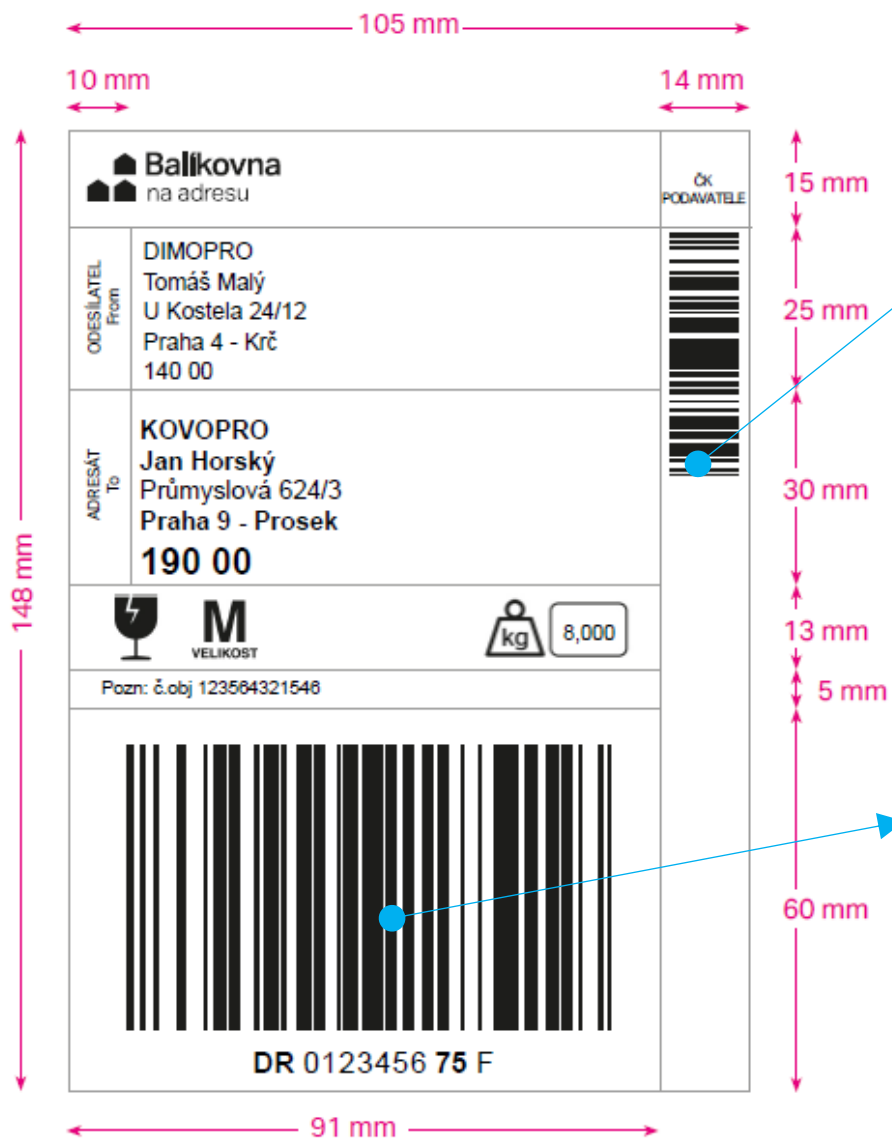 105 mm
10 mm
14 mm
Balíkovna
na adresu
ČK
PODAVATELE
15 mm
ODESÍLATEL
From
DIMOPRO
Tomáš Malý
U Kostela 24/12
Praha 4 - Krč
140 00
25 mm
ADRESÁT
To
KOVOPRO
Jan Horský
Průmyslová 624/3
Praha 9 - Prosek
190 00
30 mm
148 mm
M
VELIKOST
kg
8,000
13 mm
Pozn: č.obj 123564321546
5 mm
60 mm
DR 0123456 75 F
91 mm